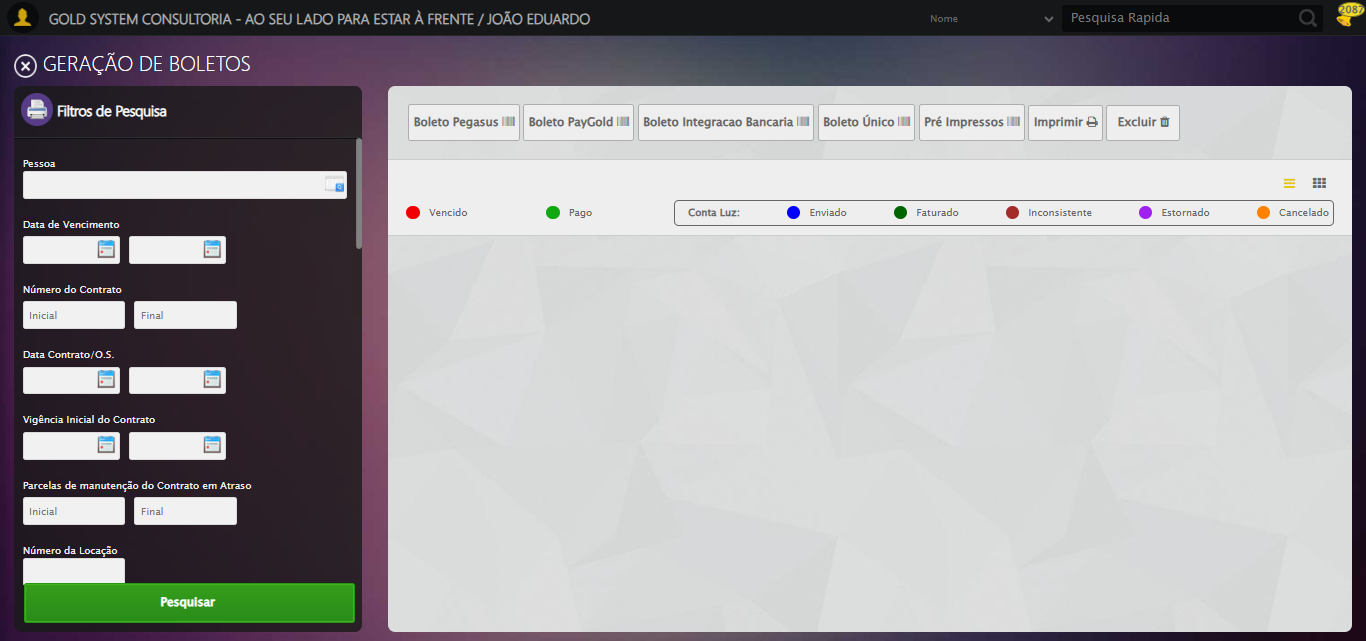 GOLD SYSTEM CONSULTORIA - AO SEU LADO PARA ESTAR À FRENTE / JOÃO EDUARDO
Nome
Pesquisa Rapida
2087
GERAÇÃO DE BOLETOS
Filtros de Pesquisa
Pessoa
Data de Vencimento
Número do Contrato
Inicial Final
Data Contrato/O.S.
Vigência Inicial do Contrato
Parcelas de manutenção do Contrato em Atraso
Inicial Final
Número da Locação
Pesquisar
Boleto Pegasus Boleto PayGold Boleto Integracao Bancaria Boleto Único Pré Impressos Imprimir Excluir
Vencido Pago Conta Luz: Enviado Faturado Inconsistente Estornado Cancelado